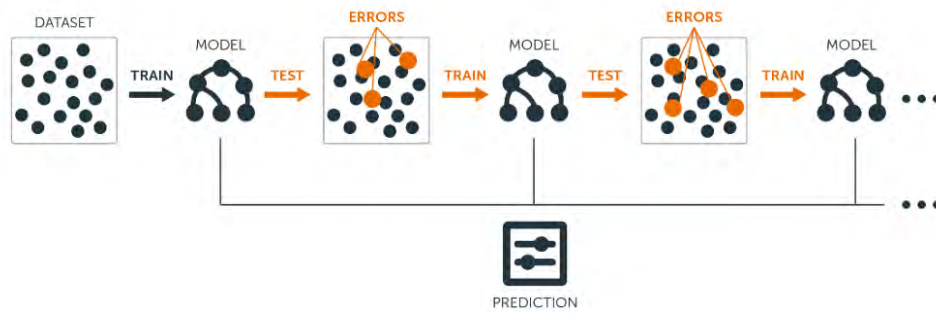 DATASET
TRAIN
MODEL
TEST
ERRORS
TRAIN
MODEL
TEST
ERRORS
TRAIN
MODEL
PREDICTION